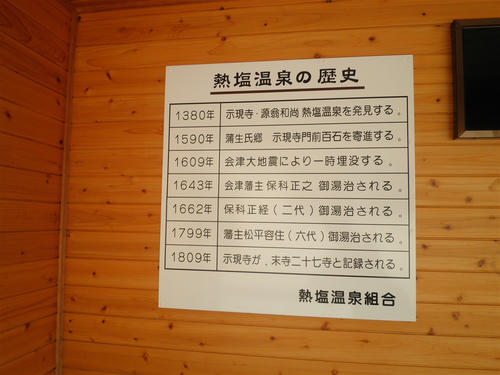 熱塩温泉の歴史
1380年 示現寺・源翁和尚 熱塩温泉を発見する。
1590年 蒲生氏郷 示現寺門前百石を寄進する。
1609年 会津大地震により一時埋没する。
1643年 会津藩主 保科正之 御湯治される。
1662年 保科正経(二代)御湯治される。
1799年 藩主松平容住(六代)御湯治される。
1809年 示現寺が、末寺二十七寺と記録される。
熱塩温泉組合